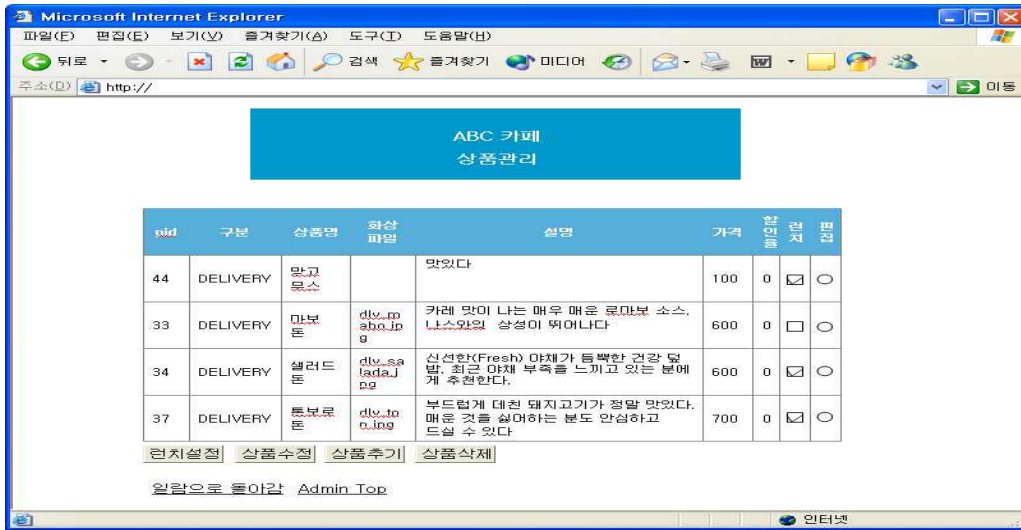 Microsoft Internet Explorer
파일(F) 편집(E) 보기(V) 즐겨찾기(A) 도구(T) 도움말(H)
뒤로 검색 즐겨찾기 미디어
주소(D) http:// 이동
ABC 카페
상품관리
pid 구분 상품명 화상 파일 설명 가격 할인율 런치 편집
44 DELIVERY 망고 무스 맛있다 100 0
33 DELIVERY 마보돈 dlv_mabo.jpg 카레 맛이 나는 매우 매운 로마보 소스.
나스와의 상성이 뛰어나다 600 0
34 DELIVERY 샐러드돈 dlv_salada.jpg 신선한(Fresh) 야채가 듬뿍한 건강 덮
밥. 최근 야채 부족을 느끼고 있는 분에
게 추천한다. 600 0
37 DELIVERY 톤보로돈 부드럽게 데친 돼지고기가 정말 맛있다.
매운 것을 싫어하는 분도 안심하고
드실 수 있다 700 0
런치설정 상품수정 상품추기 상품삭제
일람으로 돌아감 Admin Top
인터넷